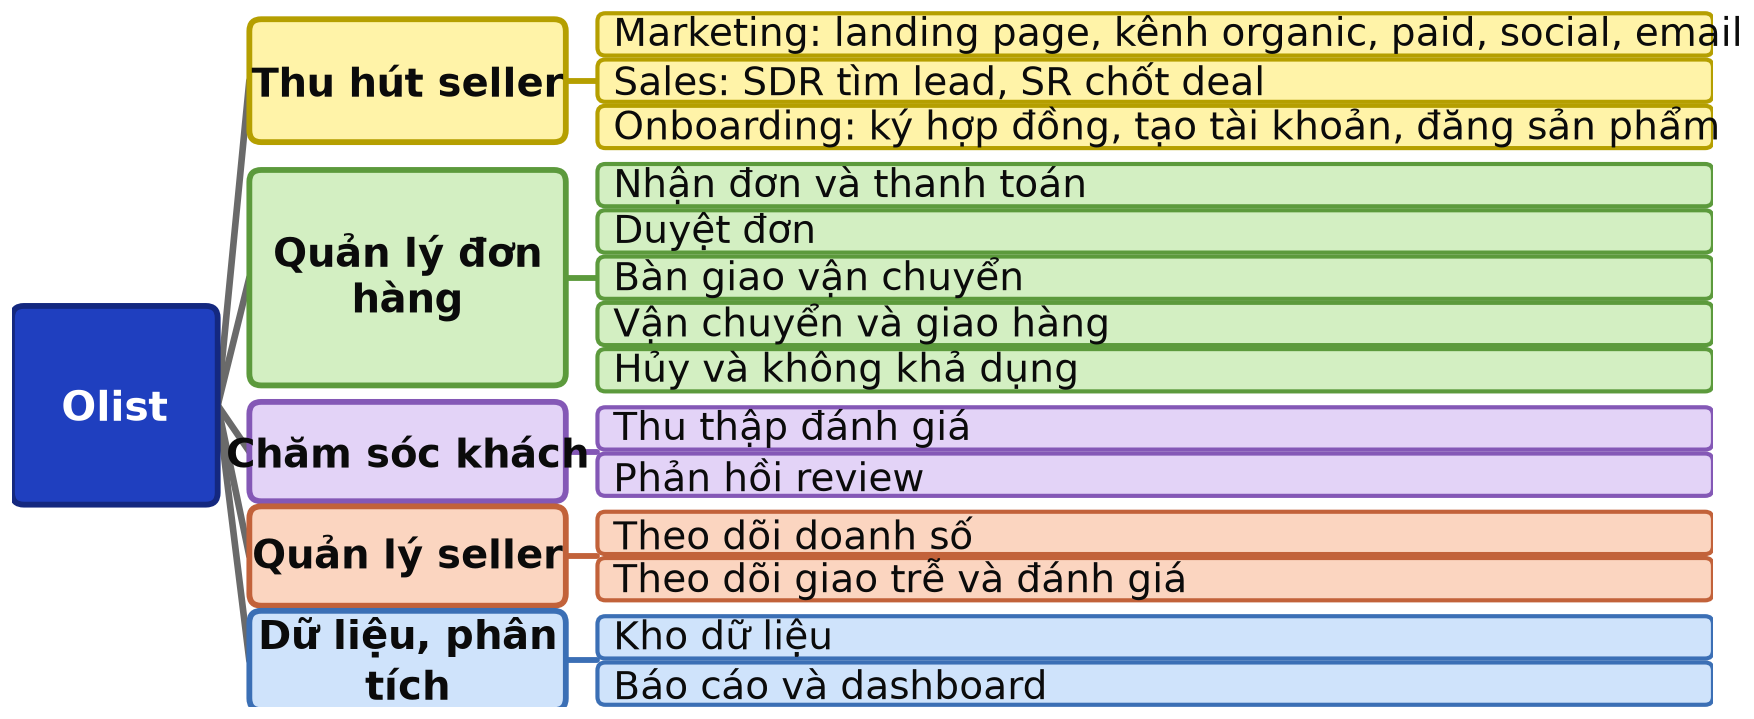 Olist
Thu hút seller
Marketing: landing page, kênh organic, paid, social, email
Sales: SDR tìm lead, SR chốt deal
Onboarding: ký hợp đồng, tạo tài khoản, đăng sản phẩm
Quản lý đơn
hàng
Nhận đơn và thanh toán
Duyệt đơn
Bàn giao vận chuyển
Vận chuyển và giao hàng
Hủy và không khả dụng
Chăm sóc khách
Thu thập đánh giá
Phản hồi review
Quản lý seller
Theo dõi doanh số
Theo dõi giao trễ và đánh giá
Dữ liệu, phân
tích
Kho dữ liệu
Báo cáo và dashboard